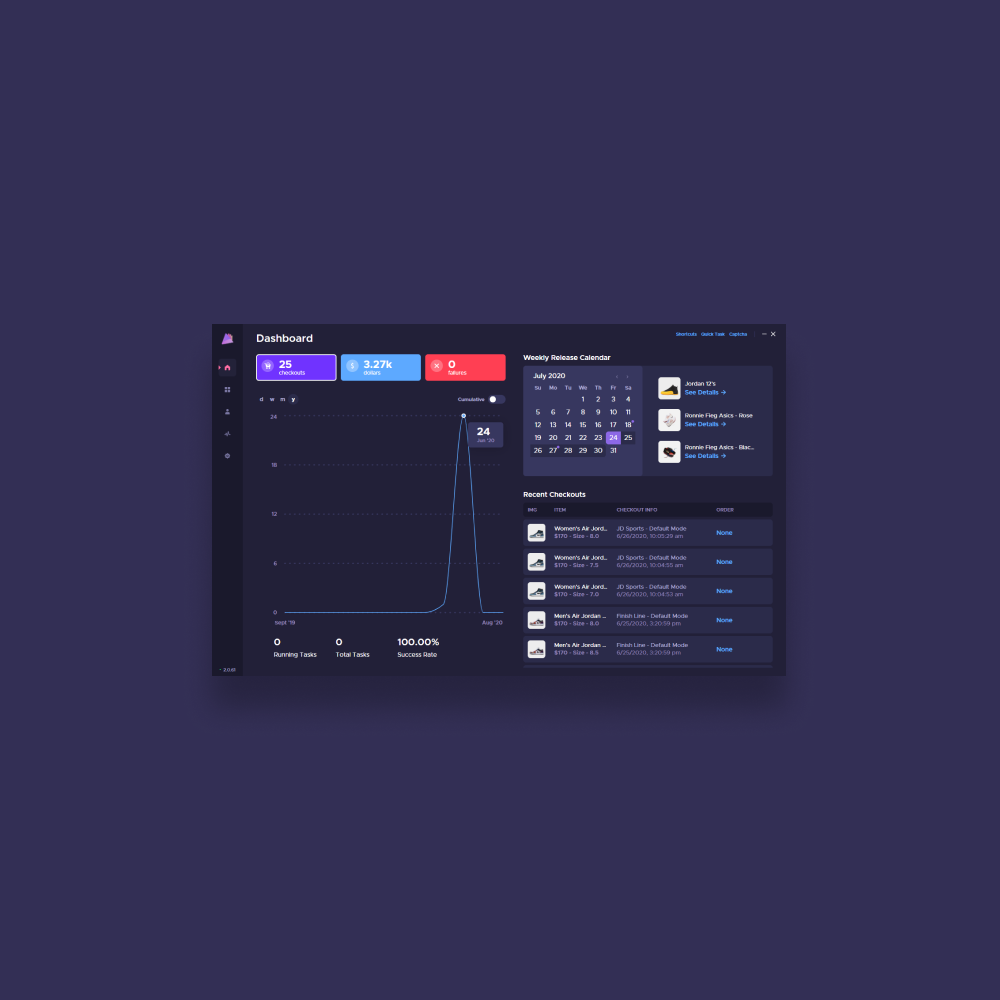 Dashboard
Shortcuts Quick Task Captcha
25
checkouts
3.27k
dollars
0
failures
d w m y
Cumulative
24
18
12
6
0
24
Jun '20
Sept '19
Aug '20
0
Running Tasks
0
Total Tasks
100.00%
Success Rate
2.0.61
Weekly Release Calendar
July 2020
Su Mo Tu We Th Fr Sa
1 2 3 4
5 6 7 8 9 10 11
12 13 14 15 16 17 18
19 20 21 22 23 24 25
26 27 28 29 30 31
Jordan 12's
See Details
Ronnie Fieg Asics - Rose
See Details
Ronnie Fieg Asics - Blac...
See Details
Recent Checkouts
IMG ITEM CHECKOUT INFO ORDER
Women's Air Jord... JD Sports - Default Mode
$170 - Size - 8.0 6/26/2020, 10:05:29 am
None
Women's Air Jord... JD Sports - Default Mode
$170 - Size - 7.5 6/26/2020, 10:04:55 am
None
Women's Air Jord... JD Sports - Default Mode
$170 - Size - 7.0 6/26/2020, 10:04:53 am
None
Men's Air Jordan ... Finish Line - Default Mode
$170 - Size - 8.0 6/25/2020, 3:20:59 pm
None
Men's Air Jordan ... Finish Line - Default Mode
$170 - Size - 8.5 6/25/2020, 3:20:59 pm
None